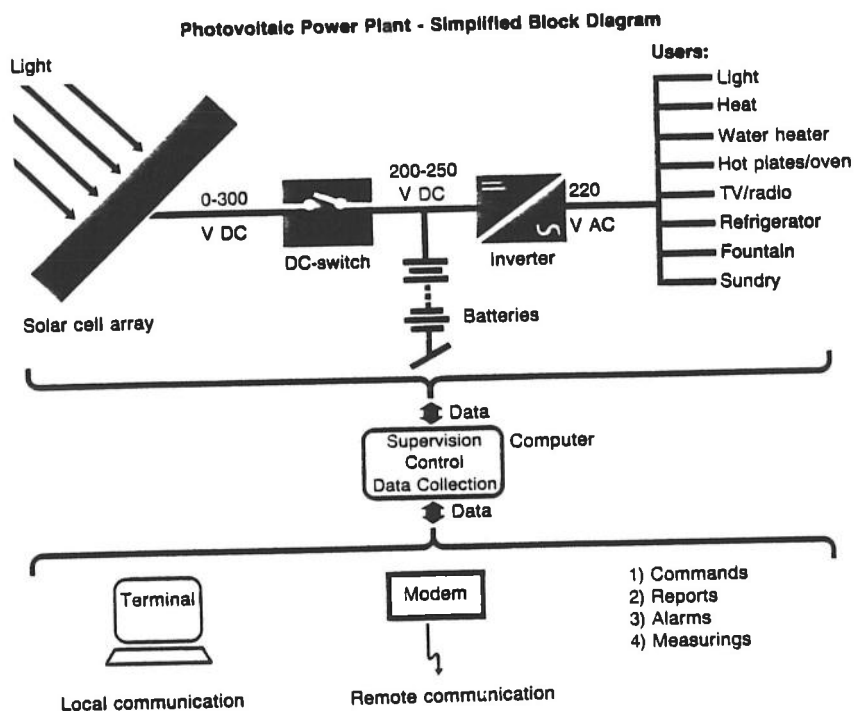 Photovoltaic Power Plant - Simplified Block Diagram
Users:
Light
Light
Heat
Water heater
Hot plates/oven
TV/radio
Refrigerator
Fountain
Sundry
0-300
V DC
200-250
V DC
220
V AC
DC-switch
Inverter
Batteries
Solar cell array
Data
Supervision
Control
Data Collection
Computer
Data
Terminal
Modem
1) Commands
2) Reports
3) Alarms
4) Measurings
Local communication
Remote communication